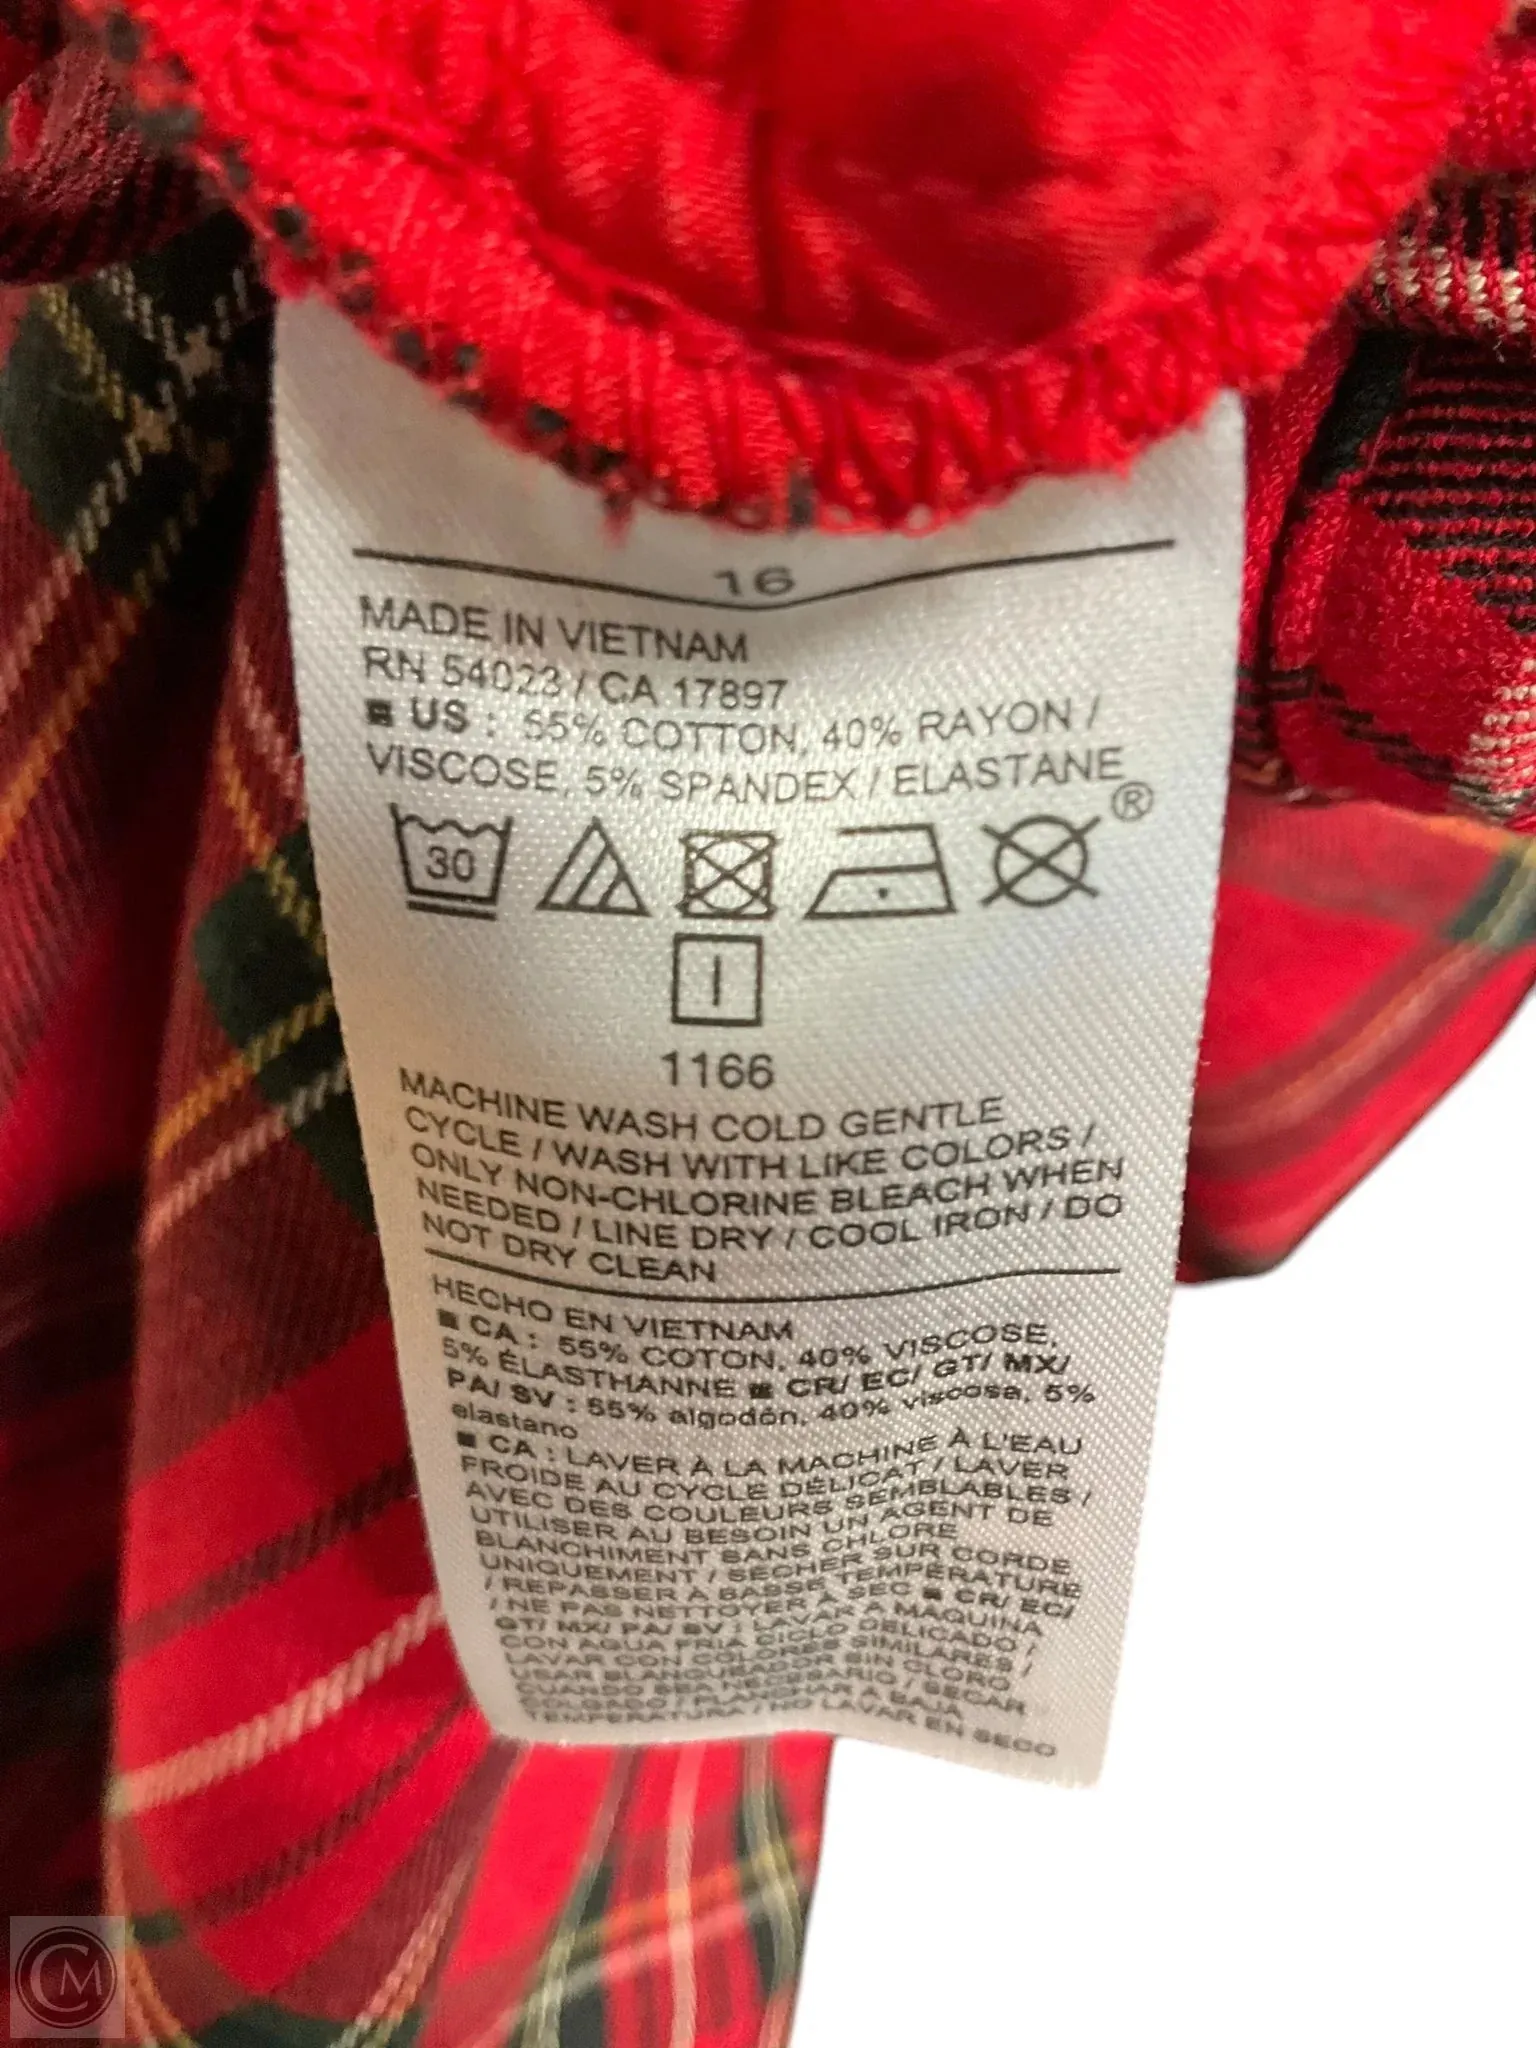 16
MADE IN VIETNAM
RN 54023 / CA 17897
■ US : 55% COTTON, 40% RAYON /
VISCOSE, 5% SPANDEX / ELASTANE
®
30
1166
MACHINE WASH COLD GENTLE
CYCLE / WASH WITH LIKE COLORS /
ONLY NON-CHLORINE BLEACH WHEN
NEEDED / LINE DRY / COOL IRON / DO
NOT DRY CLEAN
HECHO EN VIETNAM
■ CA : 55% COTON, 40% VISCOSE,
5% ÉLASTHANNE ■ CR/ EC/ GT/ MX/
PA/ SV : 55% algodón, 40% viscosa, 5%
elastano
■ CA : LAVER À LA MACHINE À L'EAU
FROIDE AU CYCLE DÉLICAT / LAVER
AVEC DES COULEURS SEMBLABLES /
UTILISER AU BESOIN UN AGENT DE
BLANCHIMENT SANS CHLORE
UNIQUEMENT / SÉCHER SUR CORDE
/ REPASSER À BASSE TEMPÉRATURE
/ NE PAS NETTOYER À SEC ■ CR/ EC/
GT/ MX/ PA/ SV : LAVAR A MAQUINA
CON AGUA FRIA CICLO DELICADO /
LAVAR CON COLORES SIMILARES /
USAR BLANQUEADOR SIN CLORO
CUANDO SEA NECESARIO / SECAR
COLGADO / PLANCHAR A BAJA
TEMPERATURA / NO LAVAR EN SECO
CM